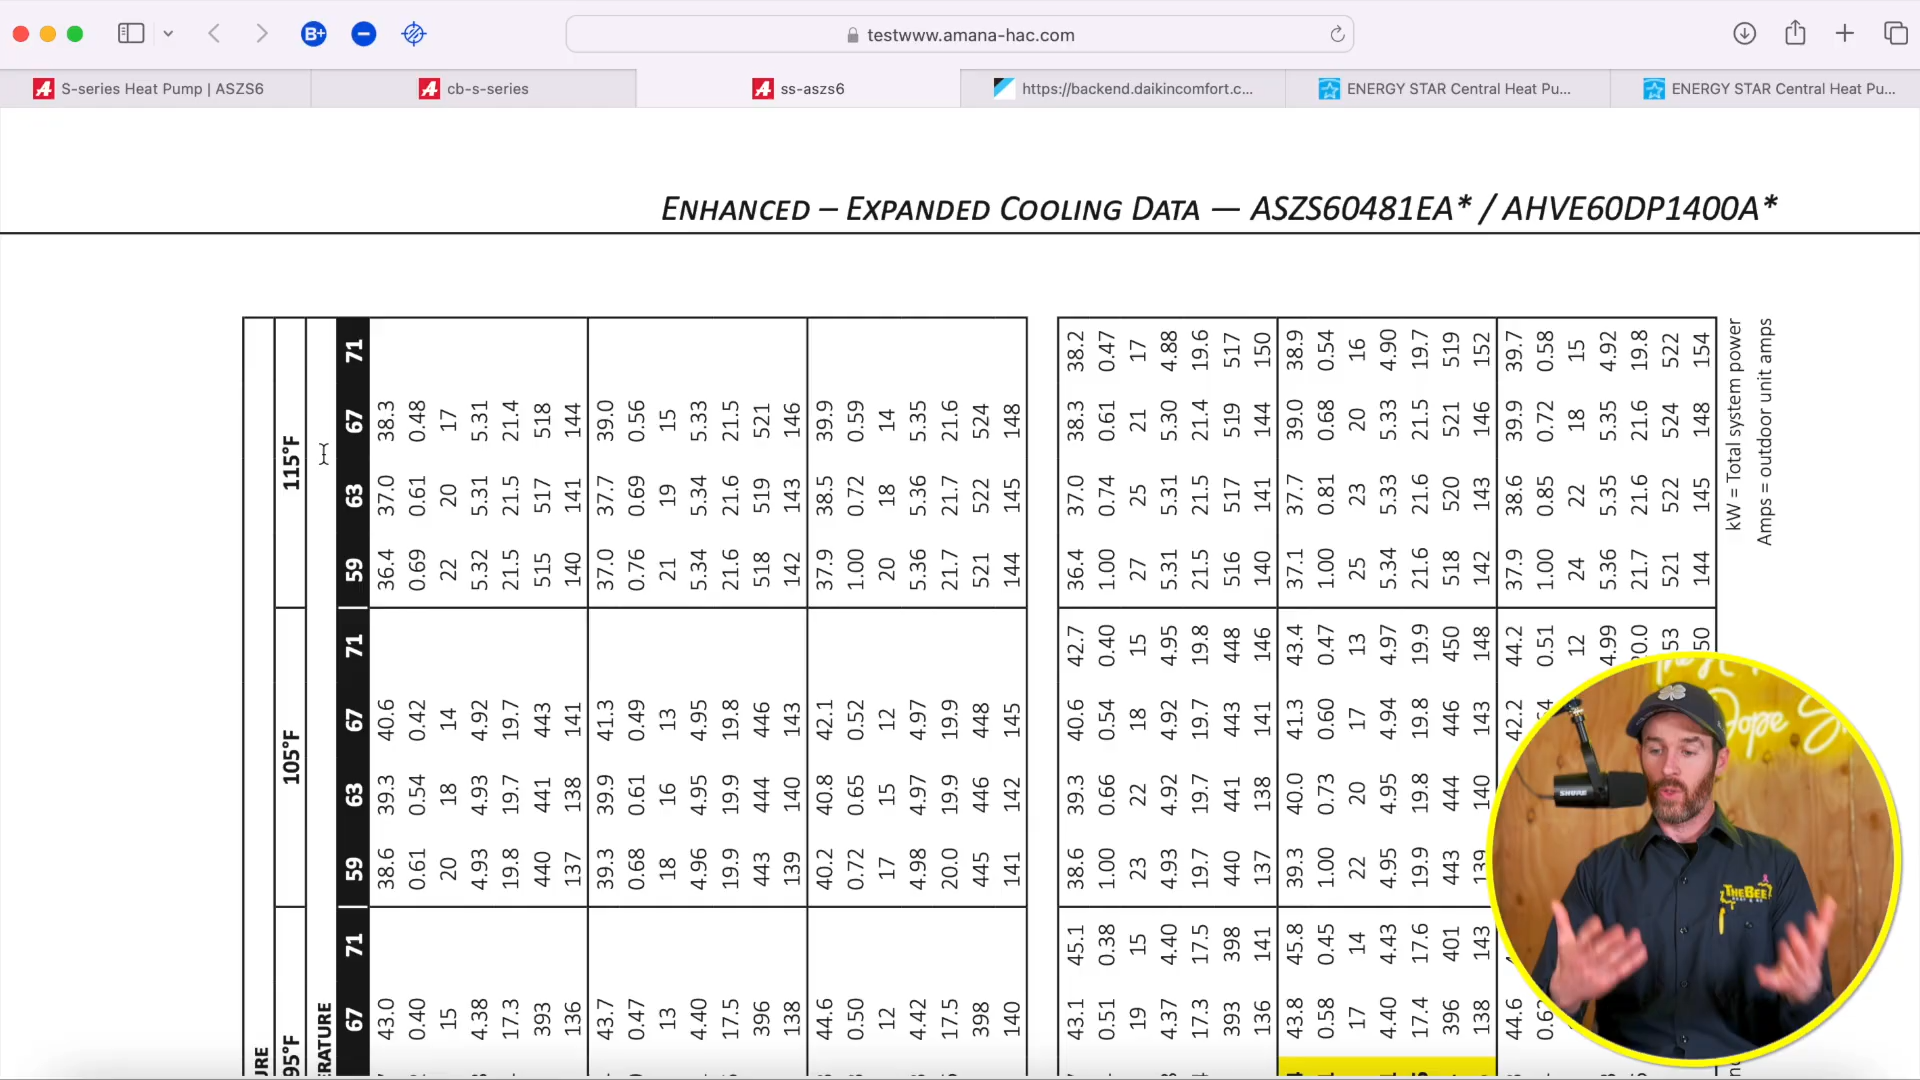 B+
testwww.amana-hac.com
S-series Heat Pump | ASZS6
cb-s-series
ss-aszs6
https://backend.daikincomfort.c...
ENERGY STAR Central Heat Pu...
ENERGY STAR Central Heat Pu...
ENHANCED – EXPANDED COOLING DATA — ASZS60481EA* / AHVE60DP1400A*
115°F
71 38.2 0.47 17 4.88 19.6 517 150 38.9 0.54 16 4.90 19.7 519 152 39.7 0.58 15 4.92 19.8 522 154
67 38.3 0.48 17 5.31 21.4 518 144 39.0 0.56 15 5.33 21.5 521 146 39.9 0.59 14 5.35 21.6 524 148 38.3 0.61 21 5.30 21.4 519 144 39.0 0.68 20 5.33 21.5 521 146 39.9 0.72 18 5.35 21.6 524 148
63 37.0 0.61 20 5.31 21.5 517 141 37.7 0.69 19 5.34 21.6 519 143 38.5 0.72 18 5.36 21.7 522 145 37.0 0.74 25 5.31 21.5 517 141 37.7 0.81 23 5.33 21.6 520 143 38.6 0.85 22 5.35 21.6 522 145
59 36.4 0.69 22 5.32 21.5 515 140 37.0 0.76 21 5.34 21.6 518 142 37.9 1.00 20 5.36 21.7 521 144 36.4 1.00 27 5.31 21.5 516 140 37.1 1.00 25 5.34 21.6 518 142 37.9 1.00 24 5.36 21.7 521 144
kW = Total system power
Amps = outdoor unit amps
105°F
71 42.7 0.40 15 4.95 19.8 448 146 43.4 0.47 13 4.97 19.9 450 148 44.2 0.51 12 4.99
67 40.6 0.42 14 4.92 19.7 443 141 41.3 0.49 13 4.95 19.8 446 143 42.1 0.52 12 4.97 19.9 448 145 40.6 0.54 18 4.92 19.7 443 141 41.3 0.60 17 4.94 19.8 446 143 42.2
63 39.3 0.54 18 4.93 19.7 441 138 39.9 0.61 16 4.95 19.9 444 140 40.8 0.65 15 4.97 19.9 446 142 39.3 0.66 22 4.92 19.7 441 138 40.0 0.73 20 4.95 19.8 444 140
59 38.6 0.61 20 4.93 19.8 440 137 39.3 0.68 18 4.96 19.9 443 139 40.2 0.72 17 4.98 20.0 445 141 38.6 1.00 23 4.93 19.7 440 137 39.3 1.00 22 4.95 19.9 443 139
95°F
71 45.1 0.38 15 4.40 17.5 398 141 45.8 0.45 14 4.43 17.6 401 143
67 43.0 0.40 15 4.38 17.3 393 136 43.7 0.47 13 4.40 17.5 396 138 44.6 0.50 12 4.42 17.5 398 140 43.1 0.51 19 4.37 17.3 393 136 43.8 0.58 17 4.40 17.4 396 138 44.6
SHURE
THEBEE